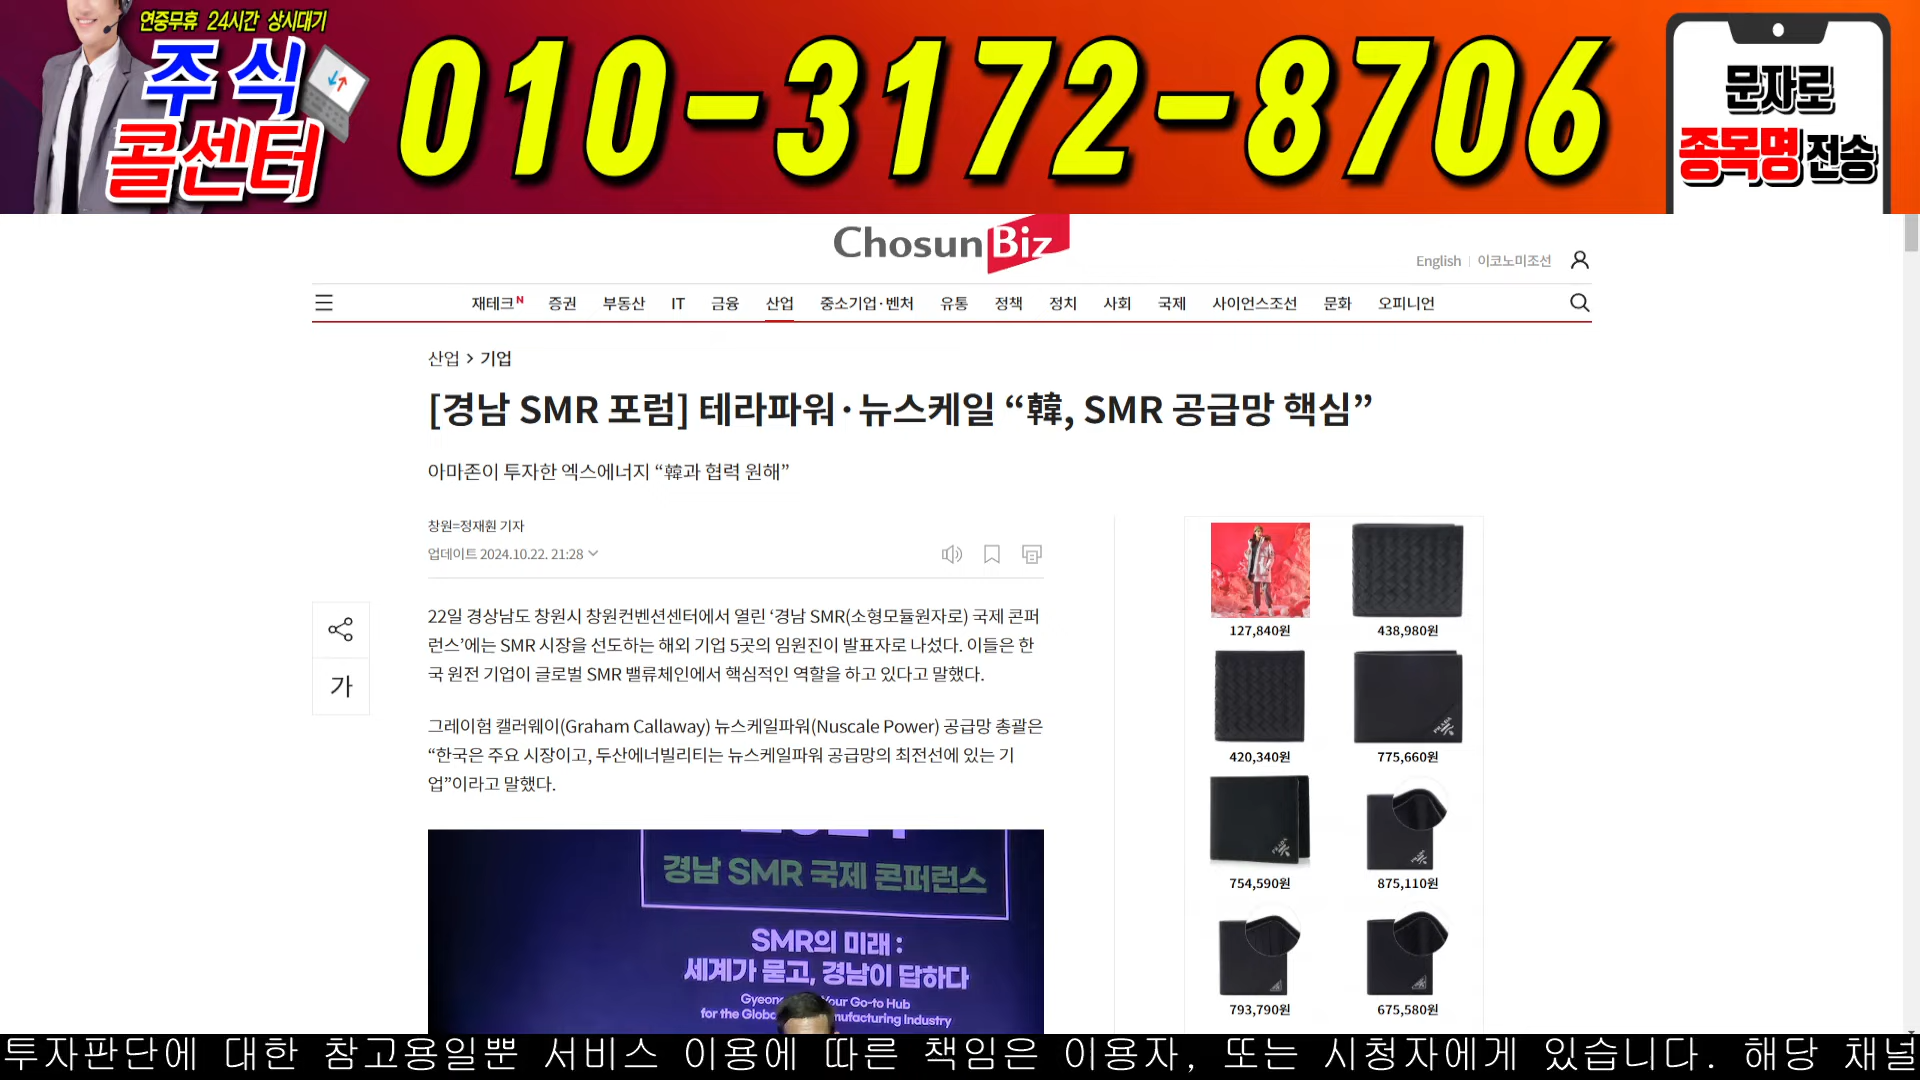 연중무휴 24시간 상시대기
주식
콜센터
010-3172-8706
문자로
종목명 전송
ChosunBiz
English 이코노미조선
재테크N 증권 부동산 IT 금융 산업 중소기업·벤처 유통 정책 정치 사회 국제 사이언스조선 문화 오피니언
산업 > 기업
[경남 SMR 포럼] 테라파워·뉴스케일 “韓, SMR 공급망 핵심”
아마존이 투자한 엑스에너지 “韓과 협력 원해”
창원=정재훤 기자
업데이트 2024.10.22. 21:28
가
22일 경상남도 창원시 창원컨벤션센터에서 열린 ‘경남 SMR(소형모듈원자로) 국제 콘퍼
런스’에는 SMR 시장을 선도하는 해외 기업 5곳의 임원진이 발표자로 나섰다. 이들은 한
국 원전 기업이 글로벌 SMR 밸류체인에서 핵심적인 역할을 하고 있다고 말했다.
그레이험 캘러웨이(Graham Callaway) 뉴스케일파워(Nuscale Power) 공급망 총괄은
“한국은 주요 시장이고, 두산에너빌리티는 뉴스케일파워 공급망의 최전선에 있는 기
업”이라고 말했다.
경남 SMR 국제 콘퍼런스
SMR의 미래 :
세계가 묻고, 경남이 답하다
Your Go-to Hub
for the Industry
127,840원 438,980원
420,340원 775,660원
754,590원 875,110원
793,790원 675,580원
투자판단에 대한 참고용일뿐 서비스 이용에 따른 책임은 이용자, 또는 시청자에게 있습니다. 해당 채널